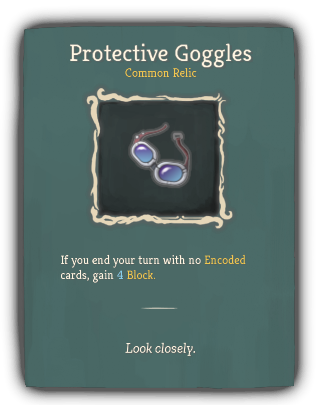 Protective Goggles
Common Relic
If you end your turn with no Encoded
cards, gain 4 Block.
Look closely.